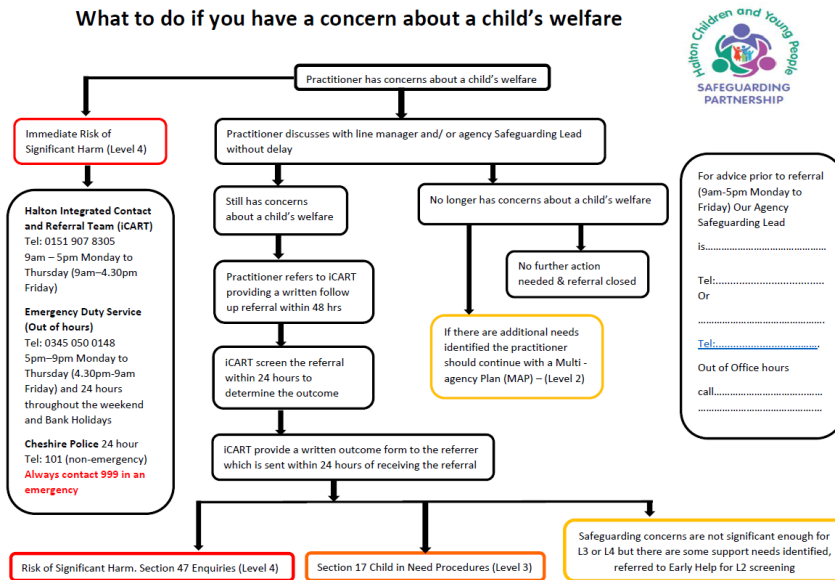 What to do if you have a concern about a child's welfare
Halton Children and Young People
SAFEGUARDING
PARTNERSHIP
Practitioner has concerns about a child's welfare
Immediate Risk of
Significant Harm (Level 4)
Practitioner discusses with line manager and/ or agency Safeguarding Lead
without delay
Halton Integrated Contact
and Referral Team (iCART)
Tel: 0151 907 8305
9am – 5pm Monday to
Thursday (9am–4.30pm
Friday)
Emergency Duty Service
(Out of hours)
Tel: 0345 050 0148
5pm–9pm Monday to
Thursday (4.30pm-9am
Friday) and 24 hours
throughout the weekend
and Bank Holidays
Cheshire Police 24 hour
Tel: 101 (non-emergency)
Always contact 999 in an
emergency
Still has concerns
about a child's welfare
No longer has concerns about a child's welfare
Practitioner refers to iCART
providing a written follow
up referral within 48 hrs
No further action
needed & referral closed
If there are additional needs
identified the practitioner
should continue with a Multi -
agency Plan (MAP) – (Level 2)
iCART screen the referral
within 24 hours to
determine the outcome
iCART provide a written outcome form to the referrer
which is sent within 24 hours of receiving the referral
For advice prior to referral
(9am-5pm Monday to
Friday) Our Agency
Safeguarding Lead
is.......................................
Tel:....................................
Or
..........................................
Tel:...................................
Out of Office hours
call....................................
..........................................
Risk of Significant Harm. Section 47 Enquiries (Level 4)
Section 17 Child in Need Procedures (Level 3)
Safeguarding concerns are not significant enough for
L3 or L4 but there are some support needs identified,
referred to Early Help for L2 screening